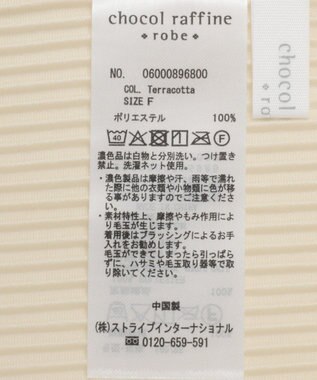 chocol raffine
robe
NO. 06000896800
COL. Terracotta
SIZE F
ポリエステル 100%
40
濃色品は白物と分別洗い。つけ置き
禁止。洗濯ネット使用。
・濃色製品は摩擦や汗、雨等で濡れ
た際に他の衣類や小物類に色が移
る事がありますのでご注意ください
ませ。
・素材特性上、摩擦やもみ作用によ
り毛玉が生じます。
着用後はブラッシングによるお手
入れをお勧めします。
毛玉ができてしまったら引っぱら
ずに、ハサミや毛玉取り器等で取
り除いてください。
中国製
(株)ストライプインターナショナル
0120-659-591
chocol
ro